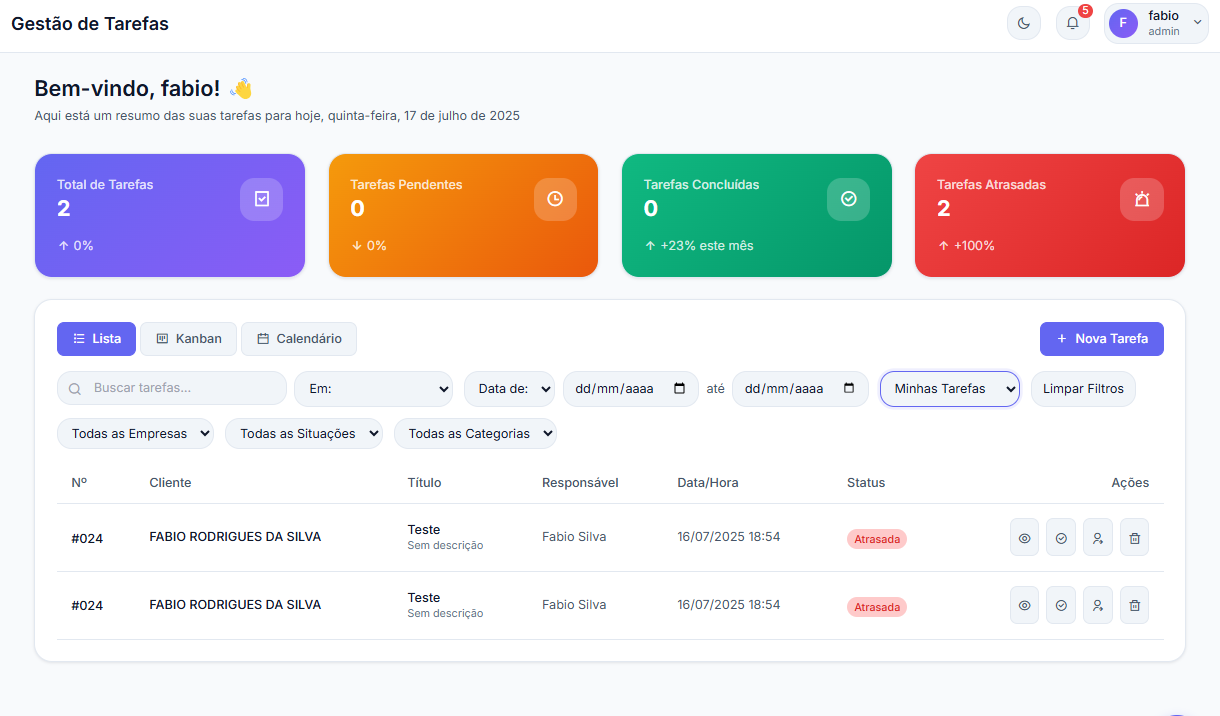 Gestão de Tarefas
5
F
fabio
admin
Bem-vindo, fabio! 👋
Aqui está um resumo das suas tarefas para hoje, quinta-feira, 17 de julho de 2025
Total de Tarefas
2
↑ 0%
Tarefas Pendentes
0
↓ 0%
Tarefas Concluídas
0
↑ +23% este mês
Tarefas Atrasadas
2
↑ +100%
Lista Kanban Calendário + Nova Tarefa
Buscar tarefas... Em: Data de: dd/mm/aaaa até dd/mm/aaaa Minhas Tarefas Limpar Filtros
Todas as Empresas Todas as Situações Todas as Categorias
Nº Cliente Título Responsável Data/Hora Status Ações
#024 FABIO RODRIGUES DA SILVA Teste Fabio Silva 16/07/2025 18:54 Atrasada
Sem descrição
#024 FABIO RODRIGUES DA SILVA Teste Fabio Silva 16/07/2025 18:54 Atrasada
Sem descrição